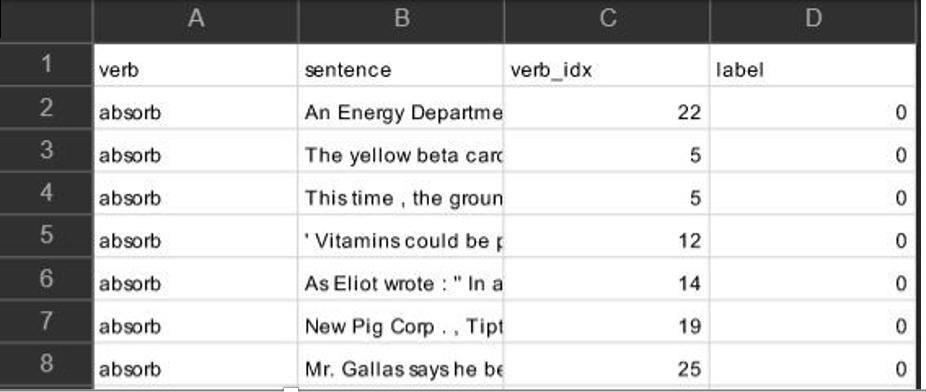 A B C D
1 verb sentence verb_idx label
2 absorb An Energy Departme 22 0
3 absorb The yellow beta carc 5 0
4 absorb This time , the groun 5 0
5 absorb ' Vitamins could be p 12 0
6 absorb As Eliot wrote : " In a 14 0
7 absorb New Pig Corp . , Tipt 19 0
8 absorb Mr. Gallas says he be 25 0